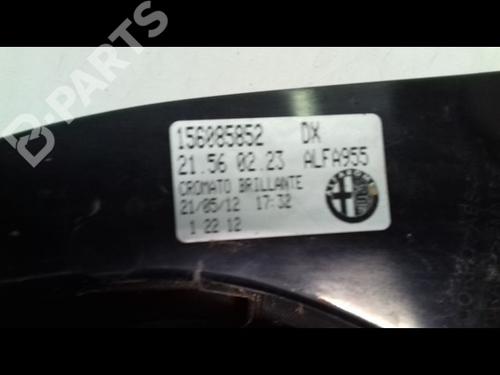 B-PARTS
156085852 DX
21.56 02.23 ALFA955
CROMATO BRILLANTE
21/05/12 17:32
1 22 12